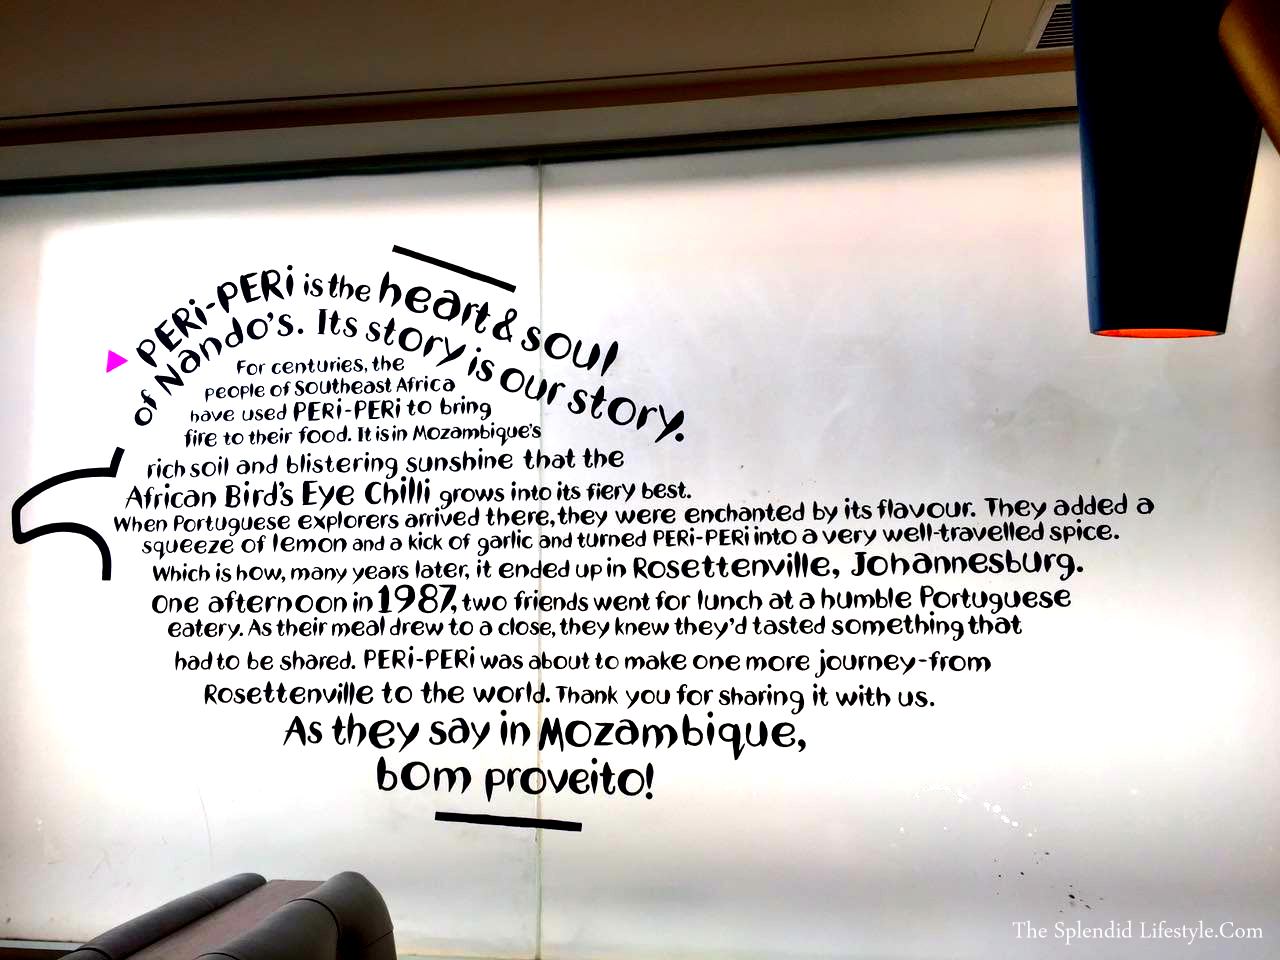 PERi-PERi is the heart & soul
of Nando's. Its story is our story.
For centuries, the
people of Southeast Africa
have used PERi-PERi to bring
fire to their food. It is in Mozambique's
rich soil and blistering sunshine that the
African Bird's Eye Chilli grows into its fiery best.
When Portuguese explorers arrived there, they were enchanted by its flavour. They added a
squeeze of lemon and a kick of garlic and turned PERi-PERi into a very well-travelled spice.
Which is how, many years later, it ended up in Rosettenville, Johannesburg.
One afternoon in 1987, two friends went for lunch at a humble Portuguese
eatery. As their meal drew to a close, they knew they'd tasted something that
had to be shared. PERi-PERi was about to make one more journey-from
Rosettenville to the world. Thank you for sharing it with us.
As they say in Mozambique,
bom proveito!
The Splendid Lifestyle.Com